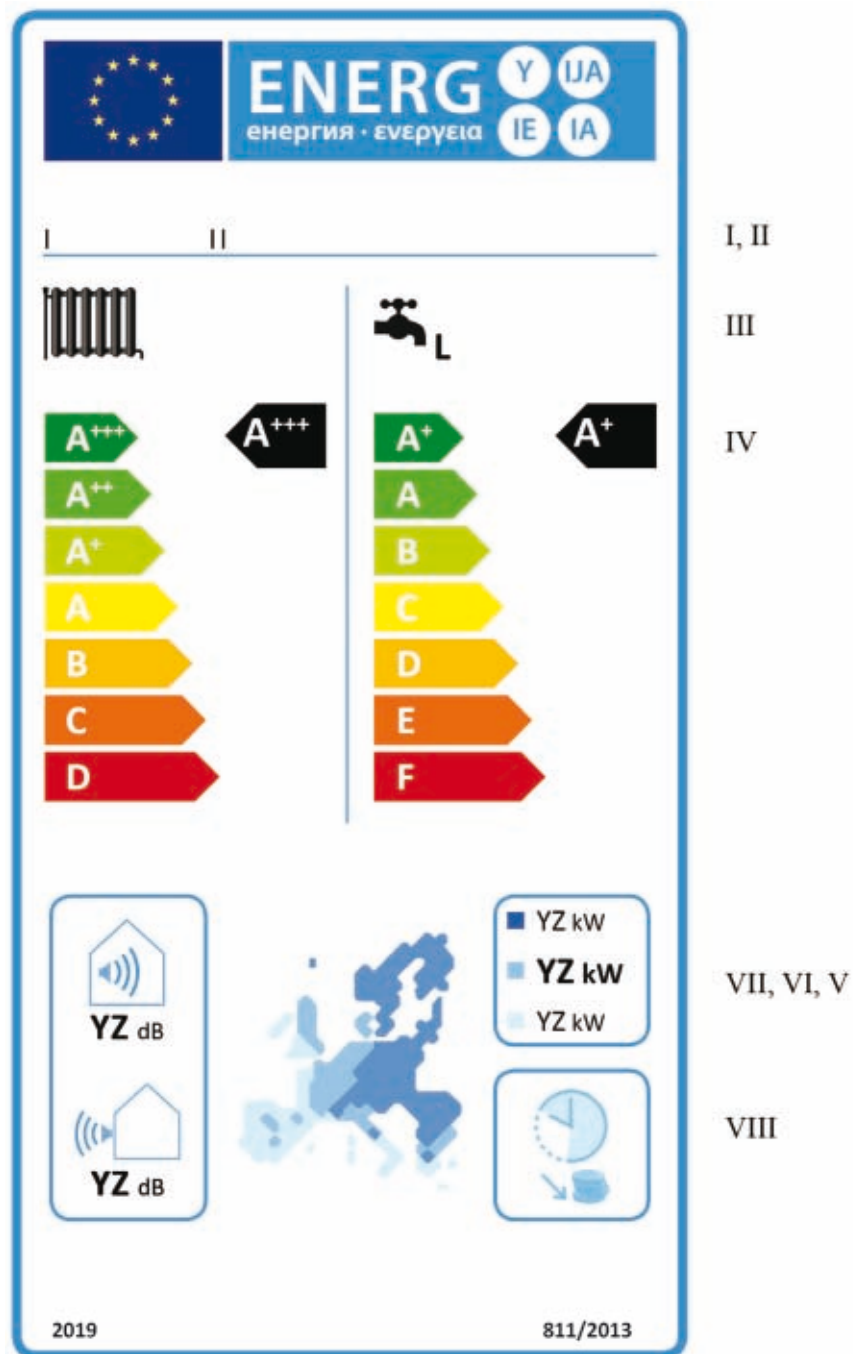 ENERG Y IJA
енергия · ενεργεια IE IA
I II I, II
L III
A+++ A+++ A+ A+ IV
A++ A
A+ B
A C
B D
C E
D F
YZ kW
YZ kW VII, VI, V
YZ dB YZ kW
VIII
YZ dB
2019 811/2013